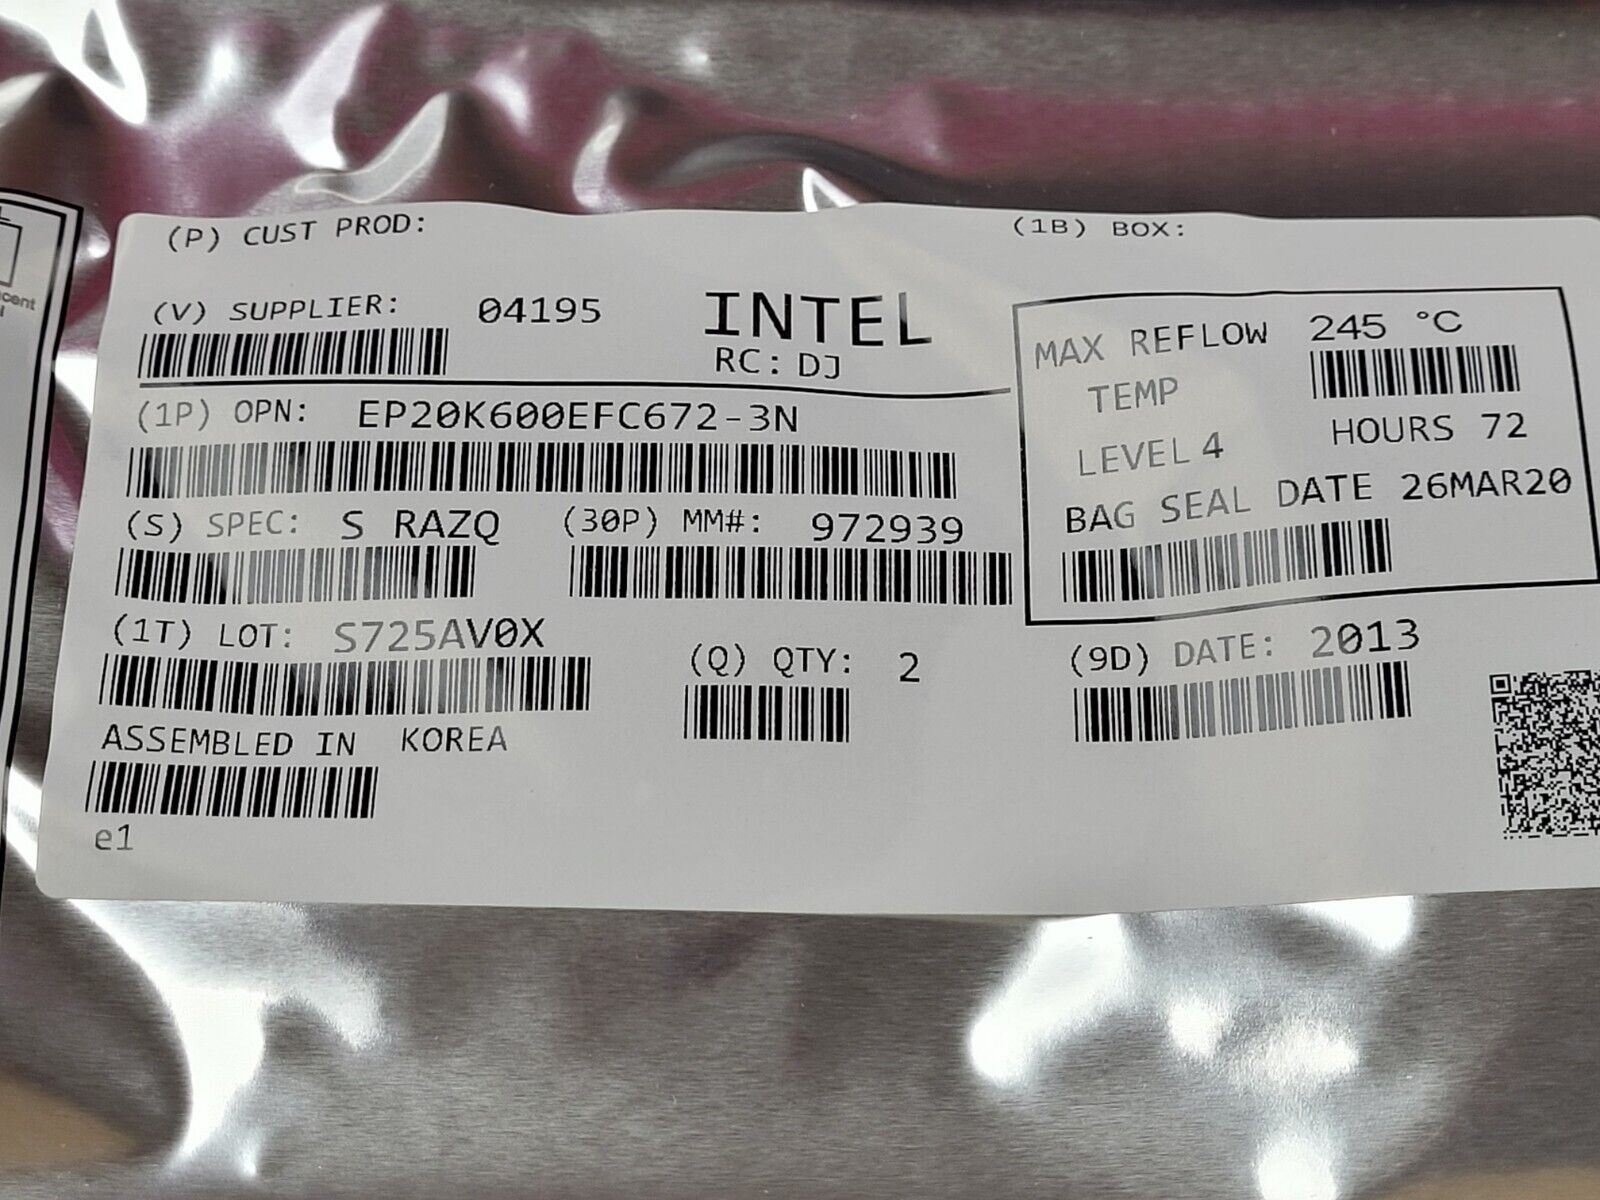 (P) CUST PROD:
(1B) BOX:
(V) SUPPLIER: 04195
INTEL
RC: DJ
(1P) OPN: EP20K600EFC672-3N
(S) SPEC: S RAZQ
(30P) MM#: 972939
(1T) LOT: S725AV0X
(Q) QTY: 2
ASSEMBLED IN KOREA
e1
MAX REFLOW 245 °C
TEMP
LEVEL 4 HOURS 72
BAG SEAL DATE 26MAR20
(9D) DATE: 2013